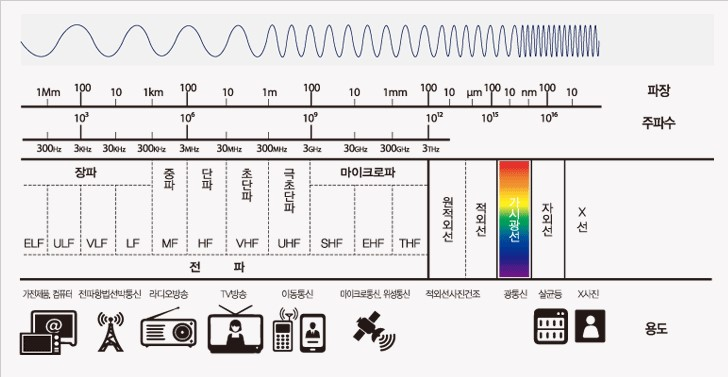 1Mm 100 10 1km 100 10 1m 100 10 1mm 100 10 µm 100 10 nm 100 10 파장
10³ 10⁶ 10⁹ 10¹² 10¹⁵ 10¹⁶ 주파수
300Hz 3kHz 30kHz 300kHz 3MHz 30MHz 300MHz 3GHz 30GHz 300GHz 3THz
장파 중파 단파 초단파 극초단파 마이크로파 원적외선 적외선 가시광선 자외선 X선
ELF ULF VLF LF MF HF VHF UHF SHF EHF THF
전 파
가전제품, 컴퓨터 전파항법선박통신 라디오방송 TV방송 이동통신 마이크로통신, 위성통신 적외선사진건조 광통신 살균등 X사진
@ 용도